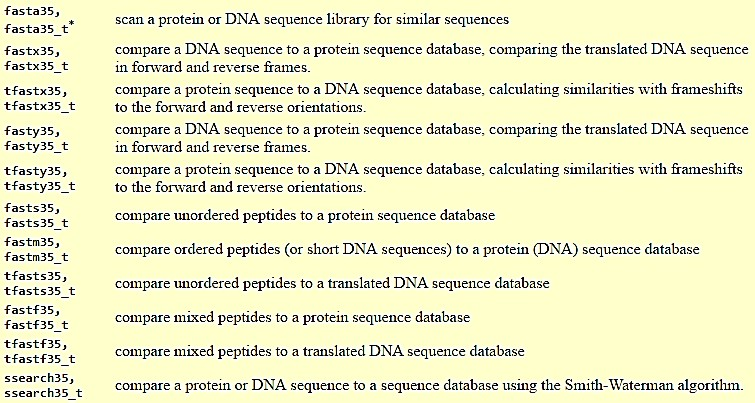 fasta35, scan a protein or DNA sequence library for similar sequences
fasta35_t*
fastx35, compare a DNA sequence to a protein sequence database, comparing the translated DNA sequence
fastx35_t in forward and reverse frames.
tfastx35, compare a protein sequence to a DNA sequence database, calculating similarities with frameshifts
tfastx35_t to the forward and reverse orientations.
fasty35, compare a DNA sequence to a protein sequence database, comparing the translated DNA sequence
fasty35_t in forward and reverse frames.
tfasty35, compare a protein sequence to a DNA sequence database, calculating similarities with frameshifts
tfasty35_t to the forward and reverse orientations.
fasts35, compare unordered peptides to a protein sequence database
fasts35_t
fastm35, compare ordered peptides (or short DNA sequences) to a protein (DNA) sequence database
fastm35_t
tfasts35, compare unordered peptides to a translated DNA sequence database
tfasts35_t
fastf35, compare mixed peptides to a protein sequence database
fastf35_t
tfastf35, compare mixed peptides to a translated DNA sequence database
tfastf35_t
ssearch35, compare a protein or DNA sequence to a sequence database using the Smith-Waterman algorithm.
ssearch35_t